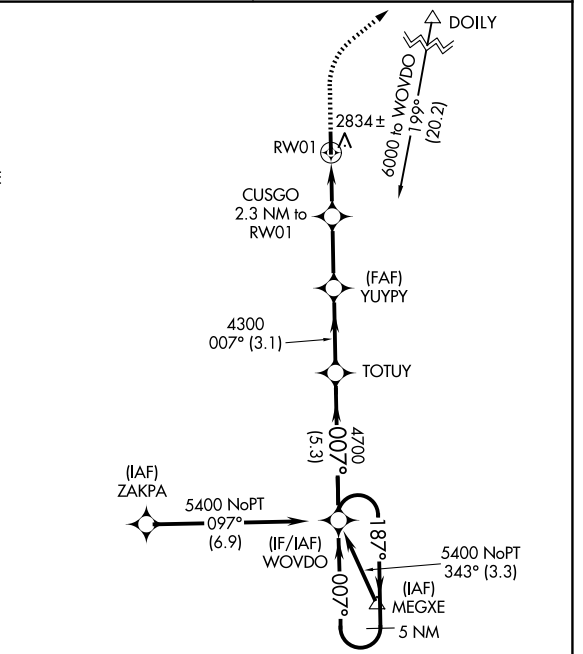 DOILY
6000 to WOVDO
199°
(20.2)
2834 ±
RW01
CUSGO
2.3 NM to
RW01
(FAF)
YUYPY
4300
007° (3.1)
TOTUY
4700
007°
(5.3)
(IAF)
ZAKPA
5400 NoPT
097°
(6.9)
(IF/IAF)
WOVDO
187°
007°
5400 NoPT
343° (3.3)
(IAF)
MEGXE
5 NM